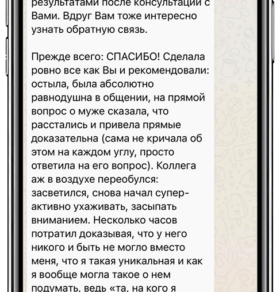 результатами после консультации с
Вами. Вдруг Вам тоже интересно
узнать обратную связь.
Прежде всего: СПАСИБО! Сделала
ровно все как Вы и рекомендовали:
остыла, была абсолютно
равнодушна в общении, на прямой
вопрос о муже сказала, что
расстались и привела прямые
доказательна (сама не кричала об
этом на каждом углу, просто
ответила на его вопрос). Коллега
аж в воздухе переобулся:
засветился, снова начал супер-
активно ухаживать, засыпать
вниманием. Несколько часов
потратил доказывая, что у него
никого и быть не могло вместо
меня, что я такая уникальная и как
я вообще могла такое о нем
подумать, ведь «та, на кого я